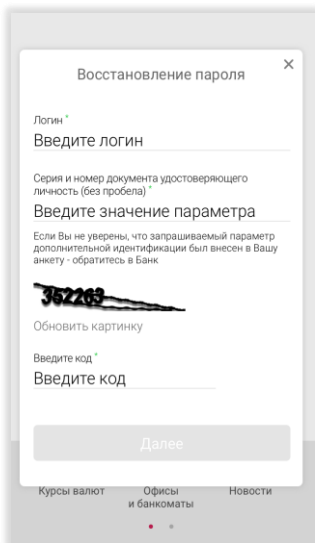 Восстановление пароля
×
Логин *
Введите логин
Серия и номер документа удостоверяющего
личность (без пробела) *
Введите значение параметра
Если Вы не уверены, что запрашиваемый параметр
дополнительной идентификации был внесен в Вашу
анкету - обратитесь в Банк
352263
Обновить картинку
Введите код *
Введите код
Далее
Курсы валют Офисы Новости
и банкоматы